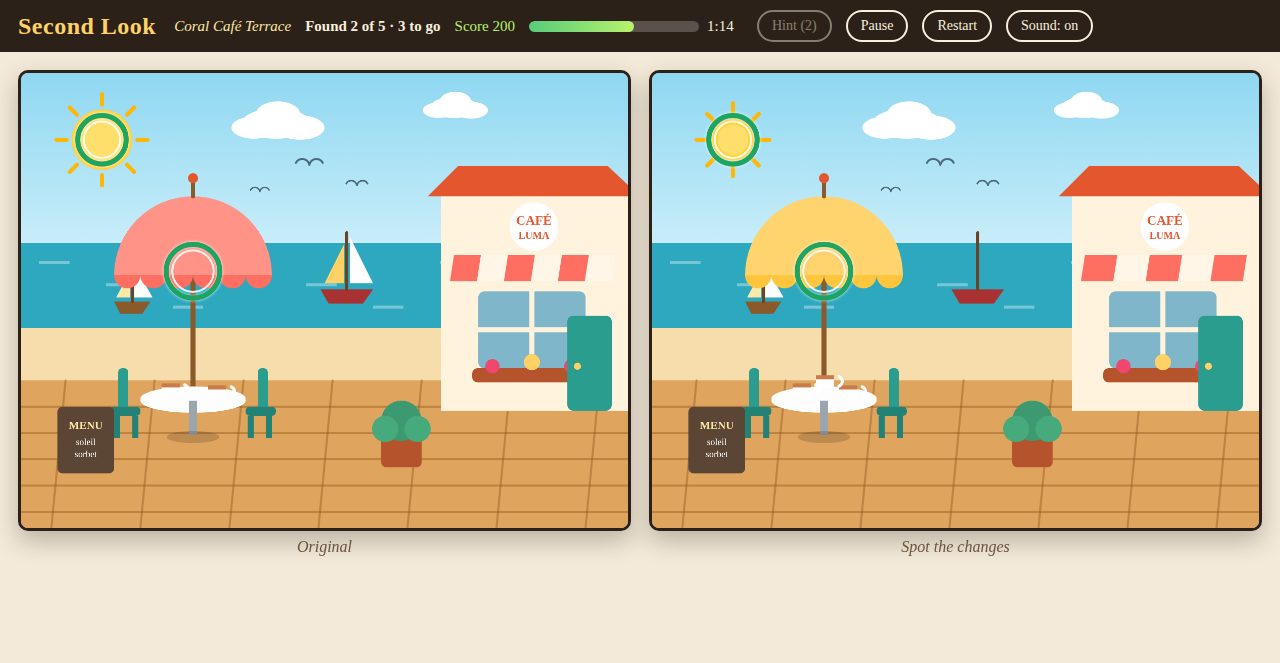 Second Look
Coral Café Terrace
Found 2 of 5 · 3 to go
Score 200
1:14
Hint (2)
Pause
Restart
Sound: on
CAFÉ
LUMA
MENU
soleil
sorbet
CAFÉ
LUMA
MENU
soleil
sorbet
Original
Spot the changes